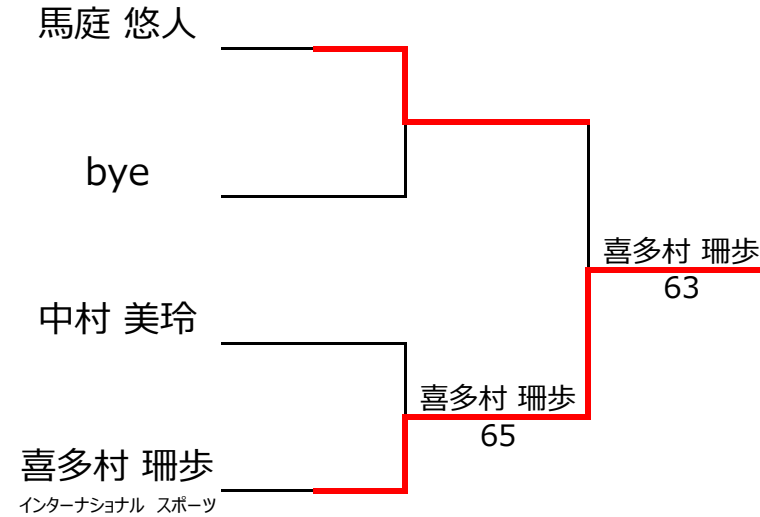 馬庭 悠人
bye
喜多村 珊歩
63
中村 美玲
喜多村 珊歩
65
喜多村 珊歩
インターナショナル スポーツ